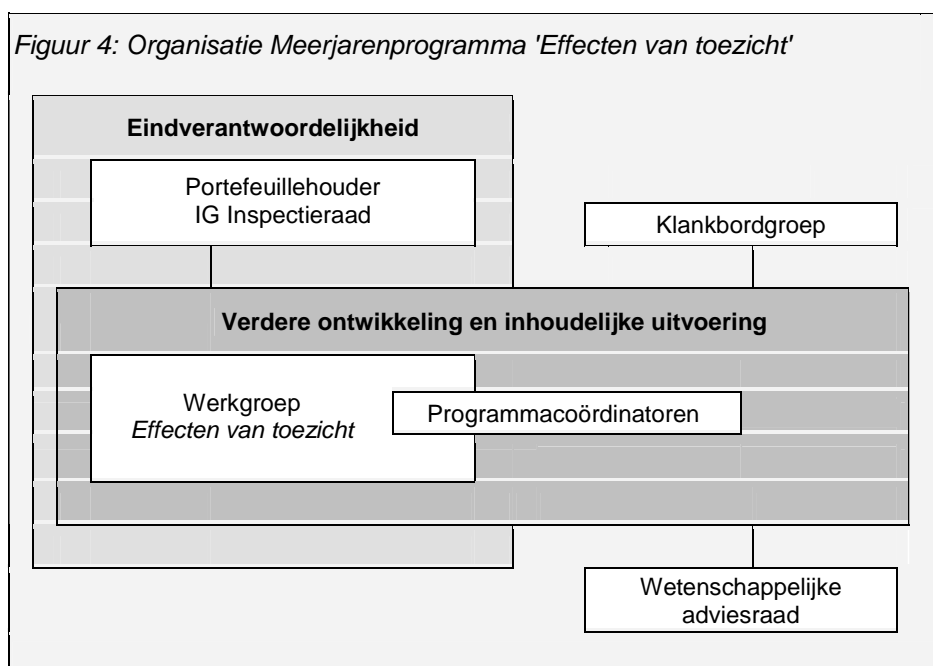 Figuur 4: Organisatie Meerjarenprogramma 'Effecten van toezicht'
Eindverantwoordelijkheid
Portefeuillehouder
IG Inspectieraad
Klankbordgroep
Verdere ontwikkeling en inhoudelijke uitvoering
Werkgroep
Effecten van toezicht
Programmacoördinatoren
Wetenschappelijke
adviesraad